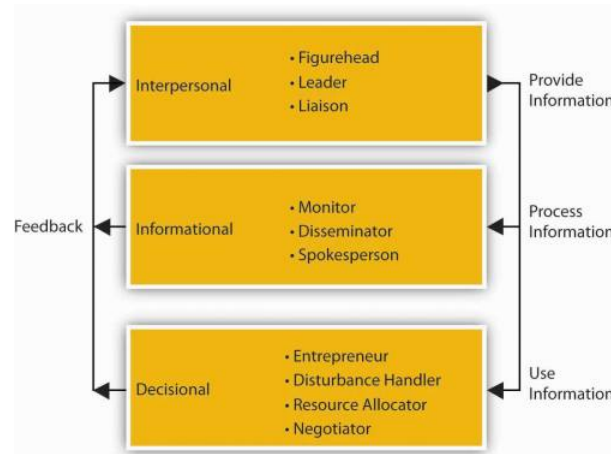 Interpersonal
• Figurehead
• Leader
• Liaison
Provide
Information
Feedback
Informational
• Monitor
• Disseminator
• Spokesperson
Process
Information
Decisional
• Entrepreneur
• Disturbance Handler
• Resource Allocator
• Negotiator
Use
Information